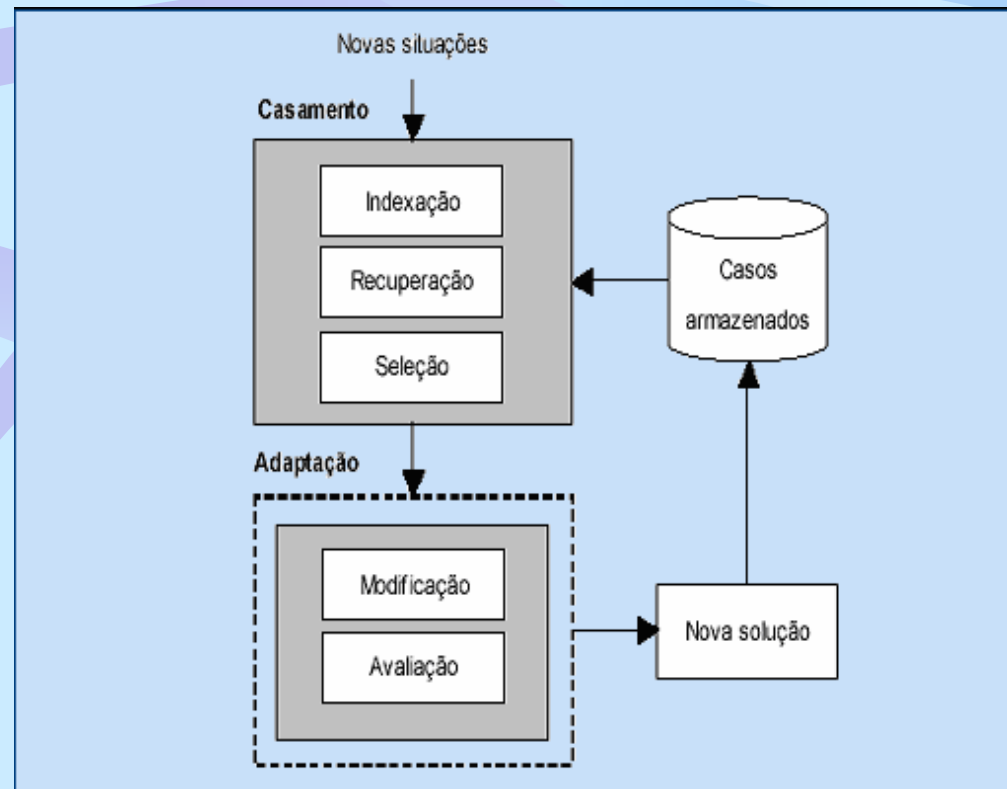 Novas situações
Casamento
Indexação
Recuperação
Seleção
Casos
armazenados
Adaptação
Modificação
Avaliação
Nova solução